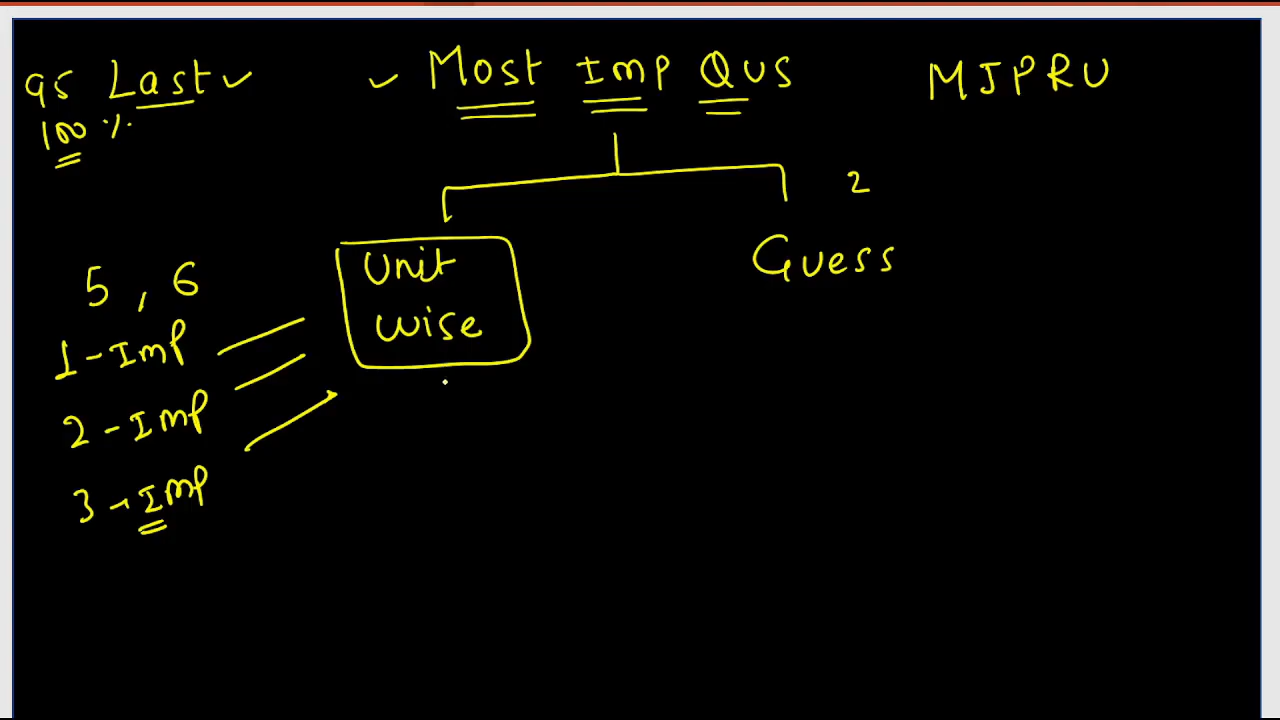 95 Last ✓ ✓ Most Imp Qus MJPRU
100 %
2
Unit
wise
Guess
5, 6
1 - Imp
2 - Imp
3 - Imp